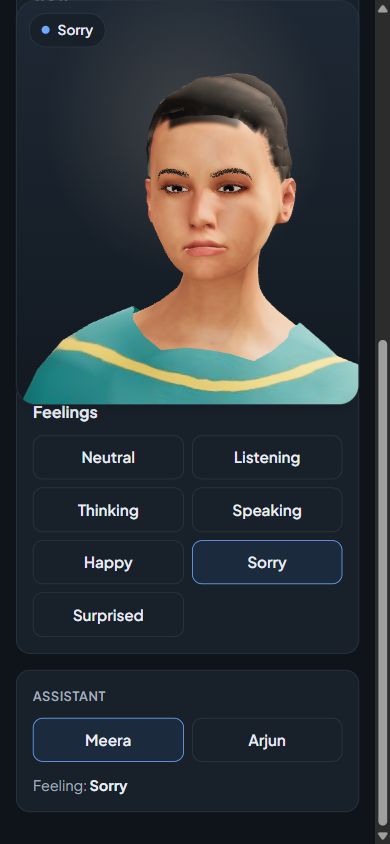 Sorry
Feelings
Neutral
Listening
Thinking
Speaking
Happy
Sorry
Surprised
ASSISTANT
Meera
Arjun
Feeling: Sorry